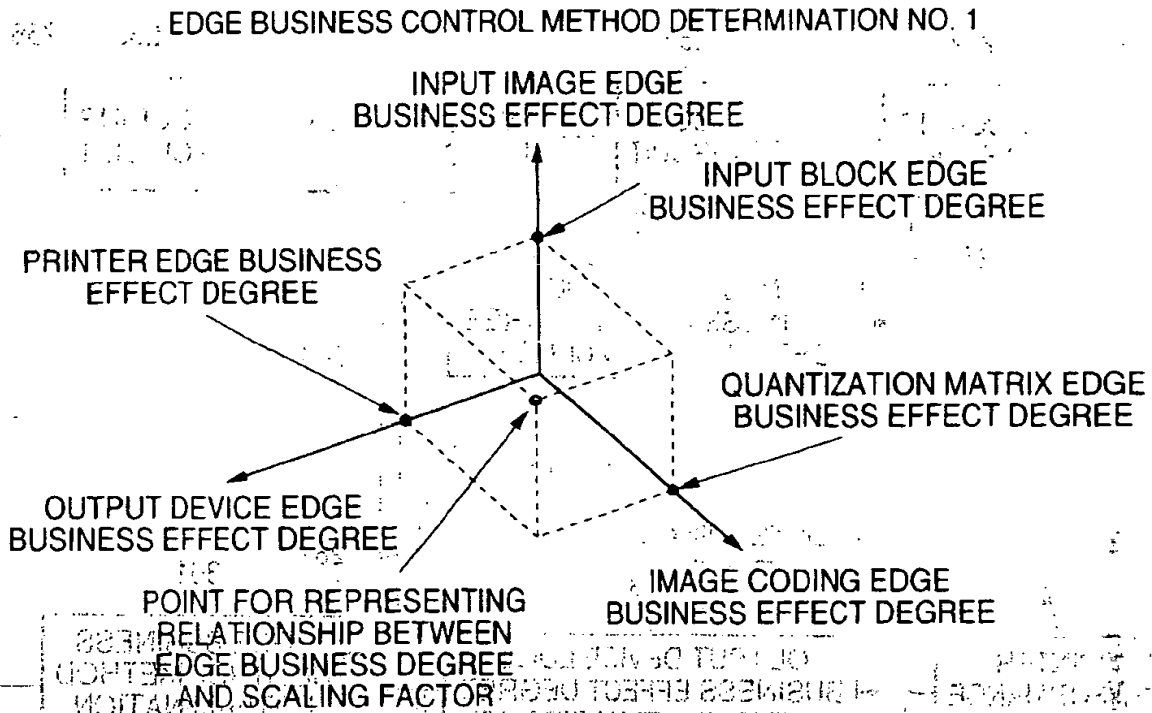 EDGE BUSINESS CONTROL METHOD DETERMINATION NO. 1
INPUT IMAGE EDGE
BUSINESS EFFECT DEGREE
INPUT BLOCK EDGE
BUSINESS EFFECT DEGREE
PRINTER EDGE BUSINESS
EFFECT DEGREE
QUANTIZATION MATRIX EDGE
BUSINESS EFFECT DEGREE
OUTPUT DEVICE EDGE
BUSINESS EFFECT DEGREE
IMAGE CODING EDGE
BUSINESS EFFECT DEGREE
POINT FOR REPRESENTING
RELATIONSHIP BETWEEN
EDGE BUSINESS DEGREE
AND SCALING FACTOR